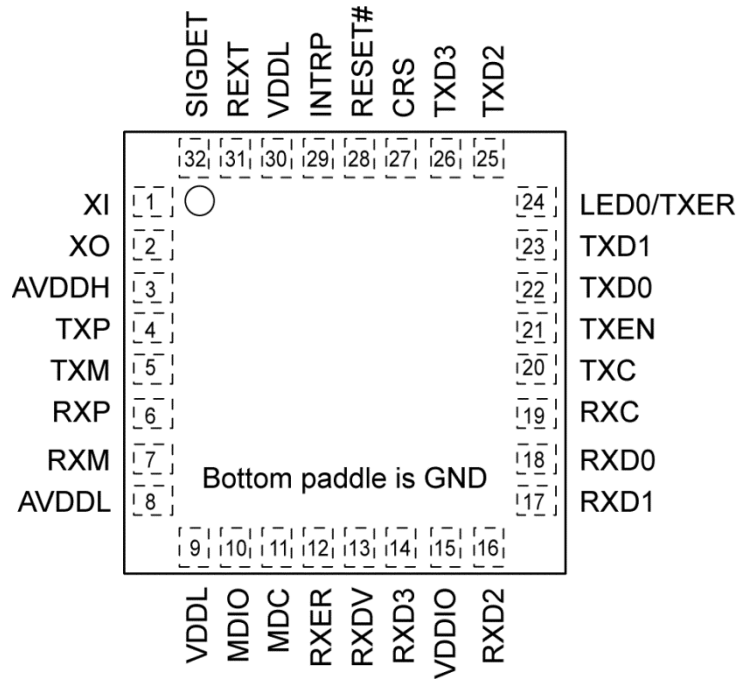 SIGDET REXT VDDL INTRP RESET# CRS TXD3 TXD2
32 31 30 29 28 27 26 25
XI 1 24 LED0/TXER
XO 2 23 TXD1
AVDDH 3 22 TXD0
TXP 4 21 TXEN
TXM 5 20 TXC
RXP 6 19 RXC
RXM 7 18 RXD0
Bottom paddle is GND
AVDDL 8 17 RXD1
9 10 11 12 13 14 15 16
VDDL MDIO MDC RXER RXDV RXD3 VDDIO RXD2